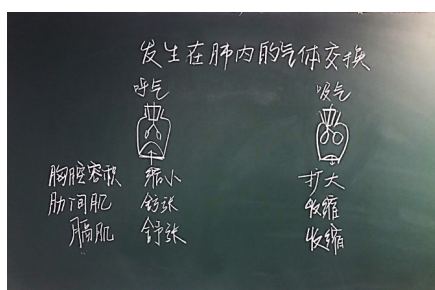 发生在肺内的气体交换
呼气 吸气
胸腔容积 缩小 扩大
肋间肌 舒张 收缩
膈肌 舒张 收缩